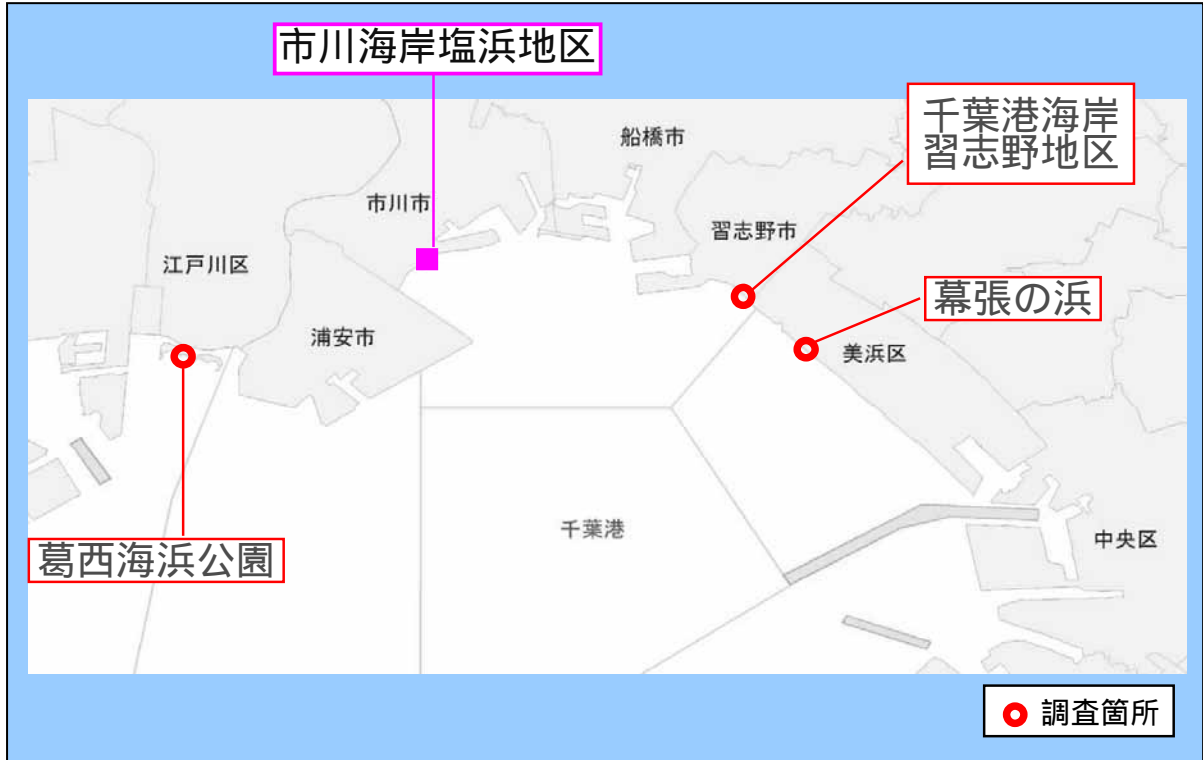 市川海岸塩浜地区
千葉港海岸
習志野地区
船橋市
市川市
習志野市
江戸川区
幕張の浜
浦安市
美浜区
千葉港
中央区
葛西海浜公園
調査箇所